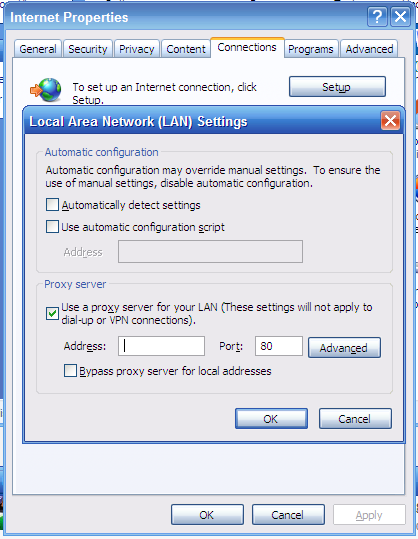 Internet Properties
General Security Privacy Content Connections Programs Advanced
To set up an Internet connection, click
Setup.
Setup
Local Area Network (LAN) Settings
Automatic configuration
Automatic configuration may override manual settings. To ensure the
use of manual settings, disable automatic configuration.
Automatically detect settings
Use automatic configuration script
Address
Proxy server
Use a proxy server for your LAN (These settings will not apply to
dial-up or VPN connections).
Address: Port: 80 Advanced
Bypass proxy server for local addresses
OK Cancel
OK Cancel Apply